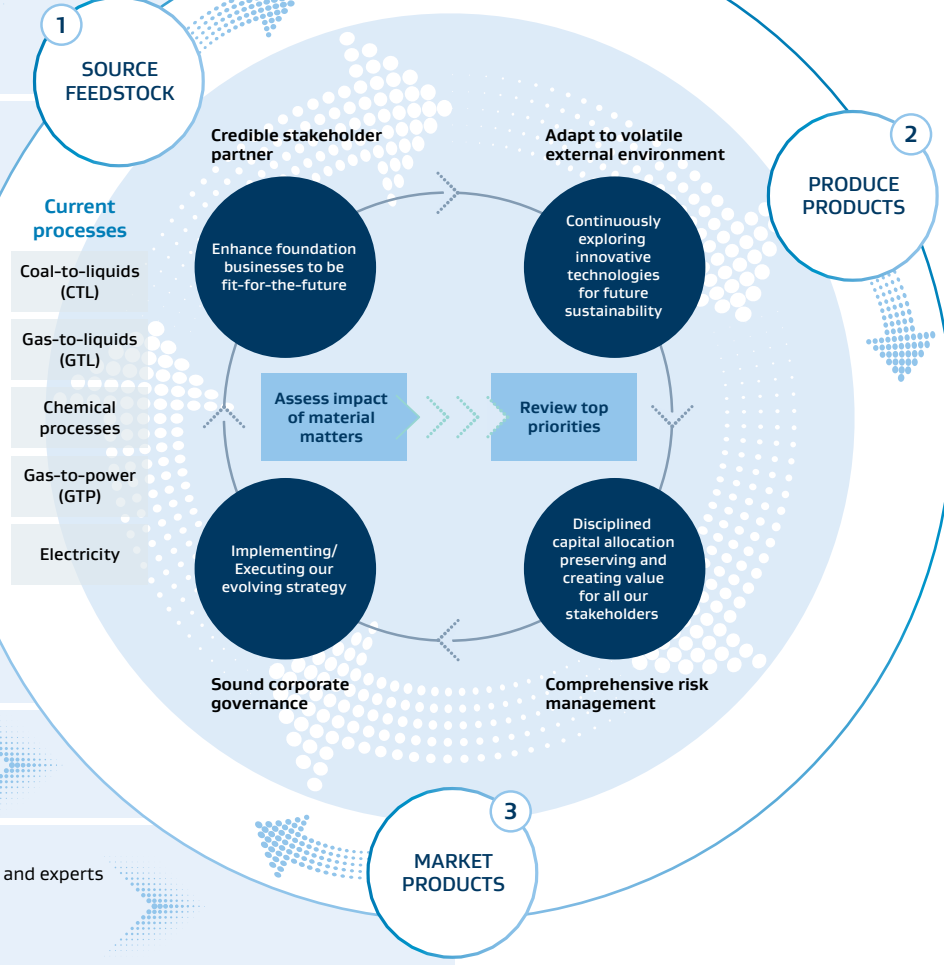 1
SOURCE
FEEDSTOCK
2
PRODUCE
PRODUCTS
Credible stakeholder
partner
Adapt to volatile
external environment
Current
processes
Coal-to-liquids
(CTL)
Gas-to-liquids
(GTL)
Chemical
processes
Gas-to-power
(GTP)
Electricity
Enhance foundation
businesses to be
fit-for-the-future
Continuously
exploring
innovative
technologies
for future
sustainability
Assess impact
of material
matters
Review top
priorities
Implementing/
Executing our
evolving strategy
Disciplined
capital allocation
preserving and
creating value
for all our
stakeholders
Sound corporate
governance
Comprehensive risk
management
3
MARKET
PRODUCTS
and experts